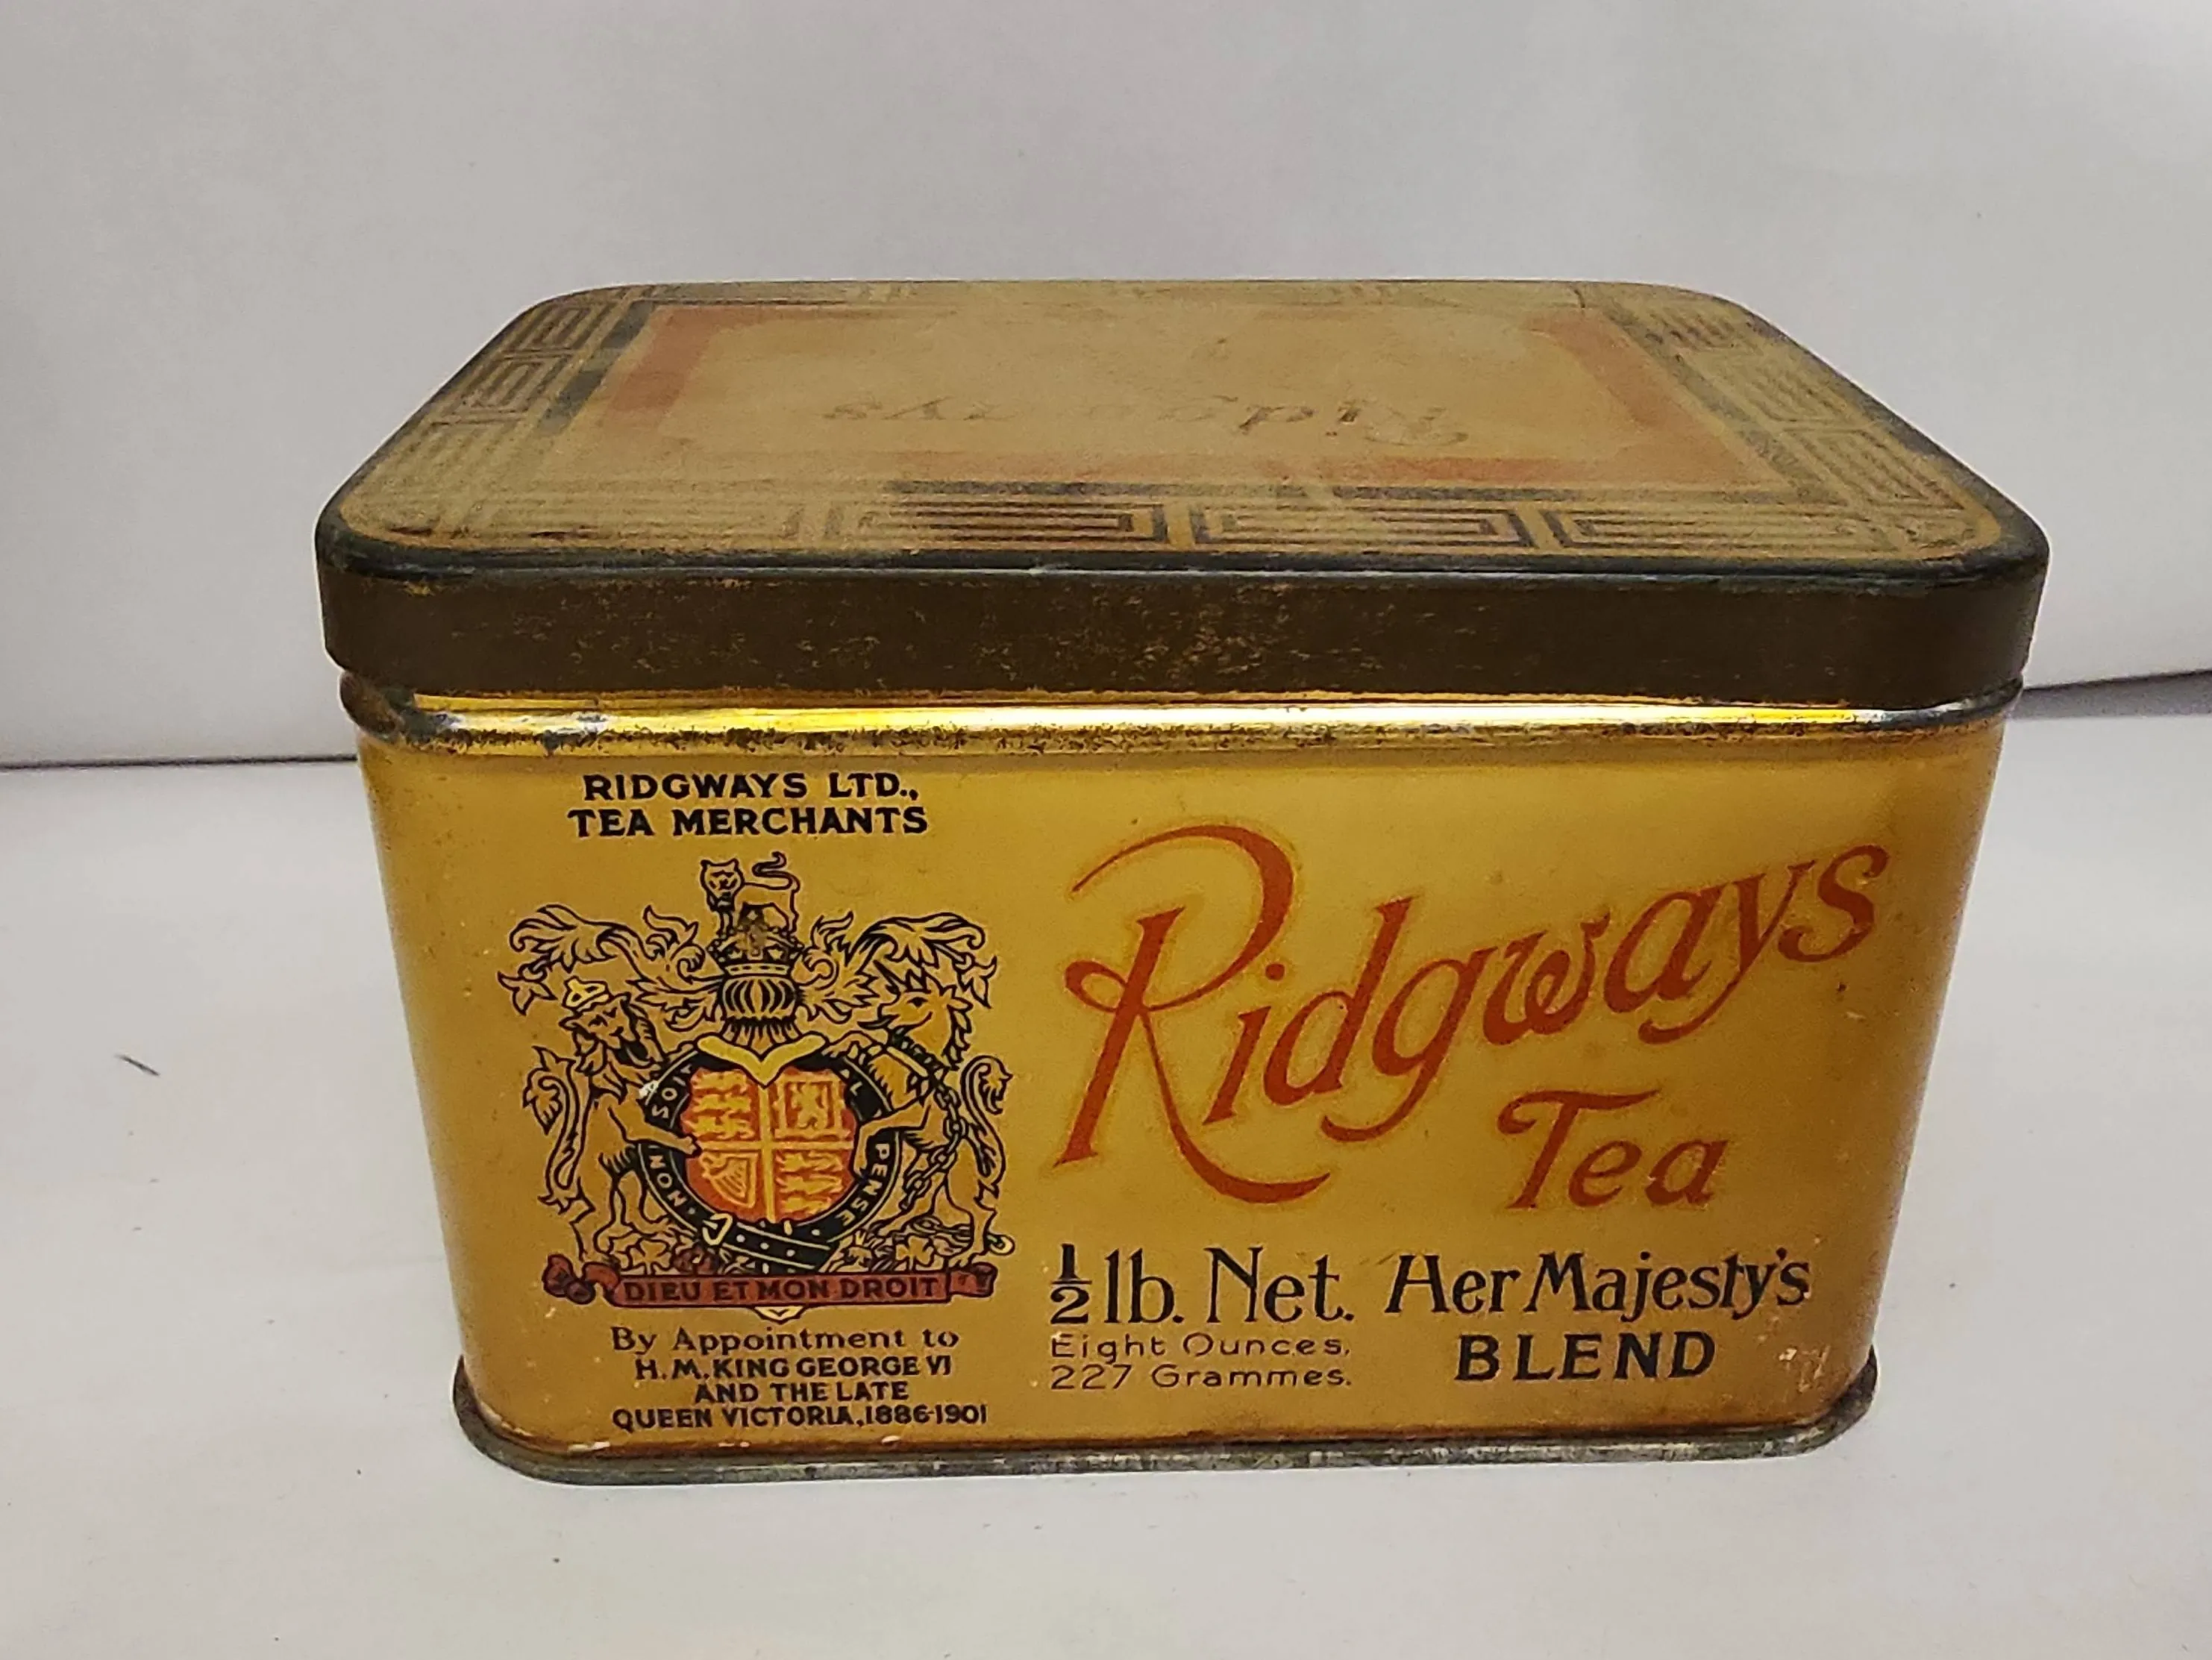 Ridgways
RIDGWAYS LTD.,
TEA MERCHANTS
HONI SOIT QUI MAL Y PENSE
DIEU ET MON DROIT
By Appointment to
H.M. KING GEORGE VI
AND THE LATE
QUEEN VICTORIA, 1886-1901
Ridgways
Tea
½ lb. Net.
Eight Ounces,
227 Grammes.
Her Majesty's
BLEND